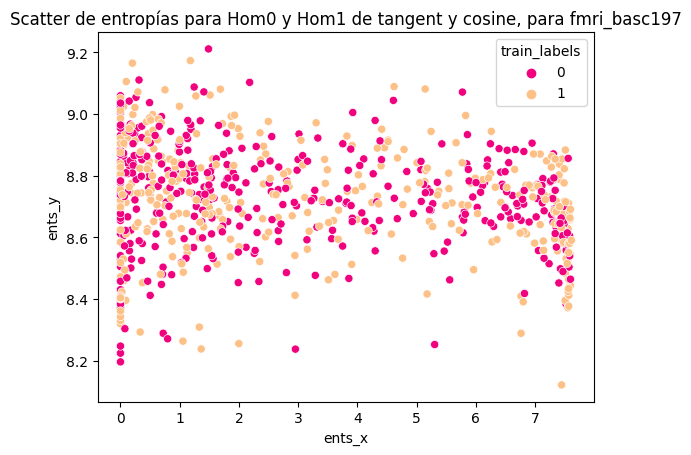 Scatter de entropías para Hom0 y Hom1 de tangent y cosine, para fmri_basc197
train_labels
0
1
9.2
9.0
8.8
8.6
8.4
8.2
ents_y
0 1 2 3 4 5 6 7
ents_x